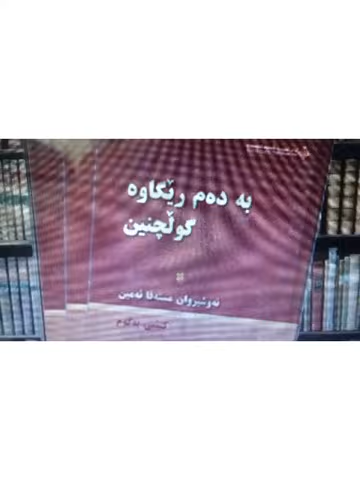 بە دەم ڕێگاوە
گوڵچنین
نەوشیروان مستەفا ئەمین
کتێبی یەکەم